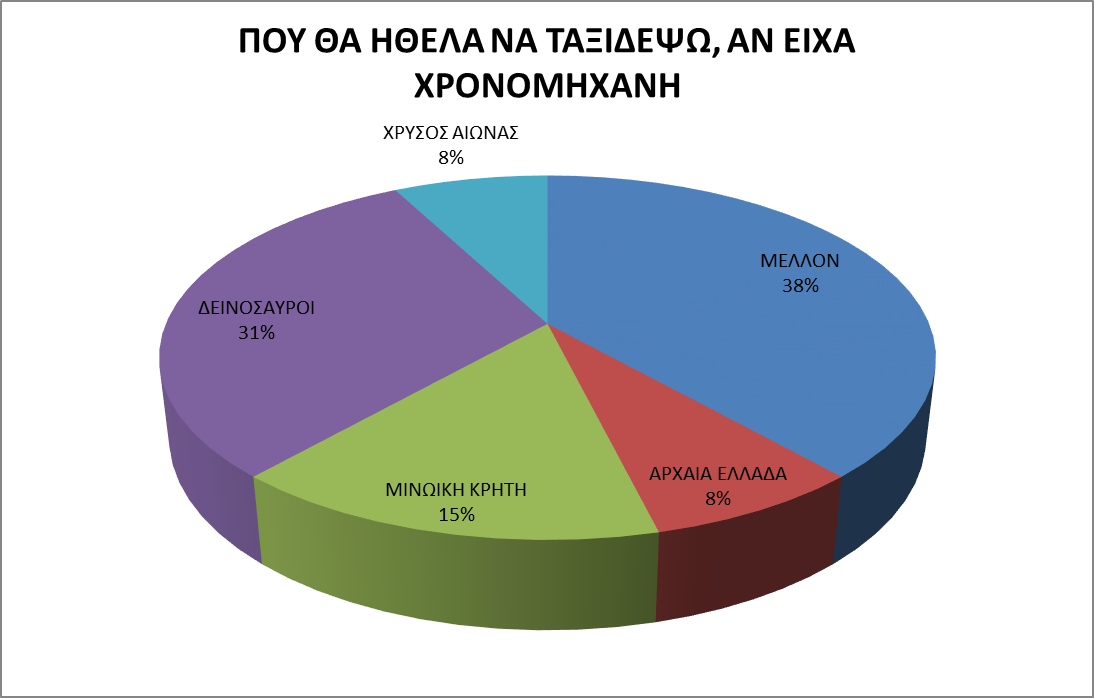 ΠΟΥ ΘΑ ΗΘΕΛΑ ΝΑ ΤΑΞΙΔΕΨΩ, ΑΝ ΕΙΧΑ
ΧΡΟΝΟΜΗΧΑΝΗ
ΧΡΥΣΟΣ ΑΙΩΝΑΣ
8%
ΜΕΛΛΟΝ
38%
ΔΕΙΝΟΣΑΥΡΟΙ
31%
ΑΡΧΑΙΑ ΕΛΛΑΔΑ
8%
ΜΙΝΩΙΚΗ ΚΡΗΤΗ
15%